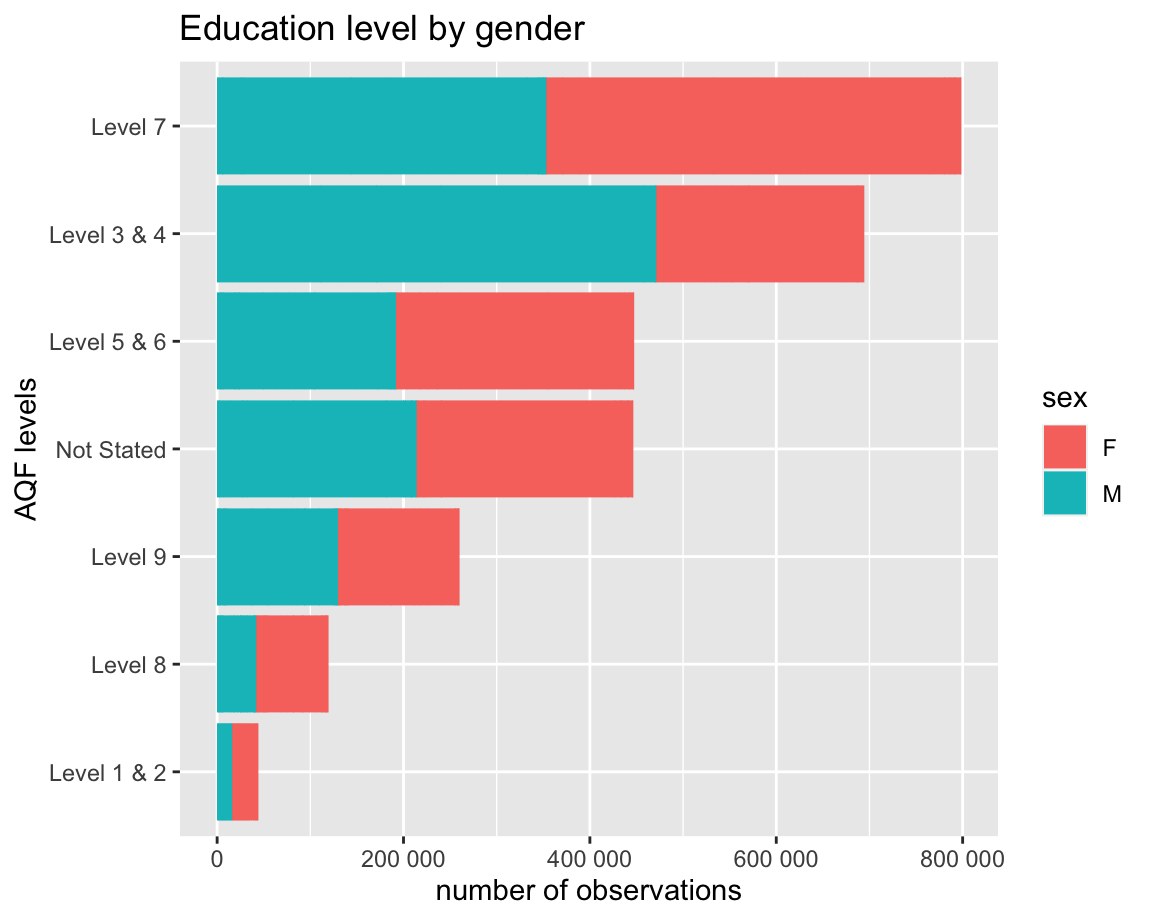 Education level by gender
Level 7
Level 3 & 4
Level 5 & 6
Not Stated
Level 9
Level 8
Level 1 & 2
AQF levels
0
200 000
400 000
600 000
800 000
number of observations
sex
F
M